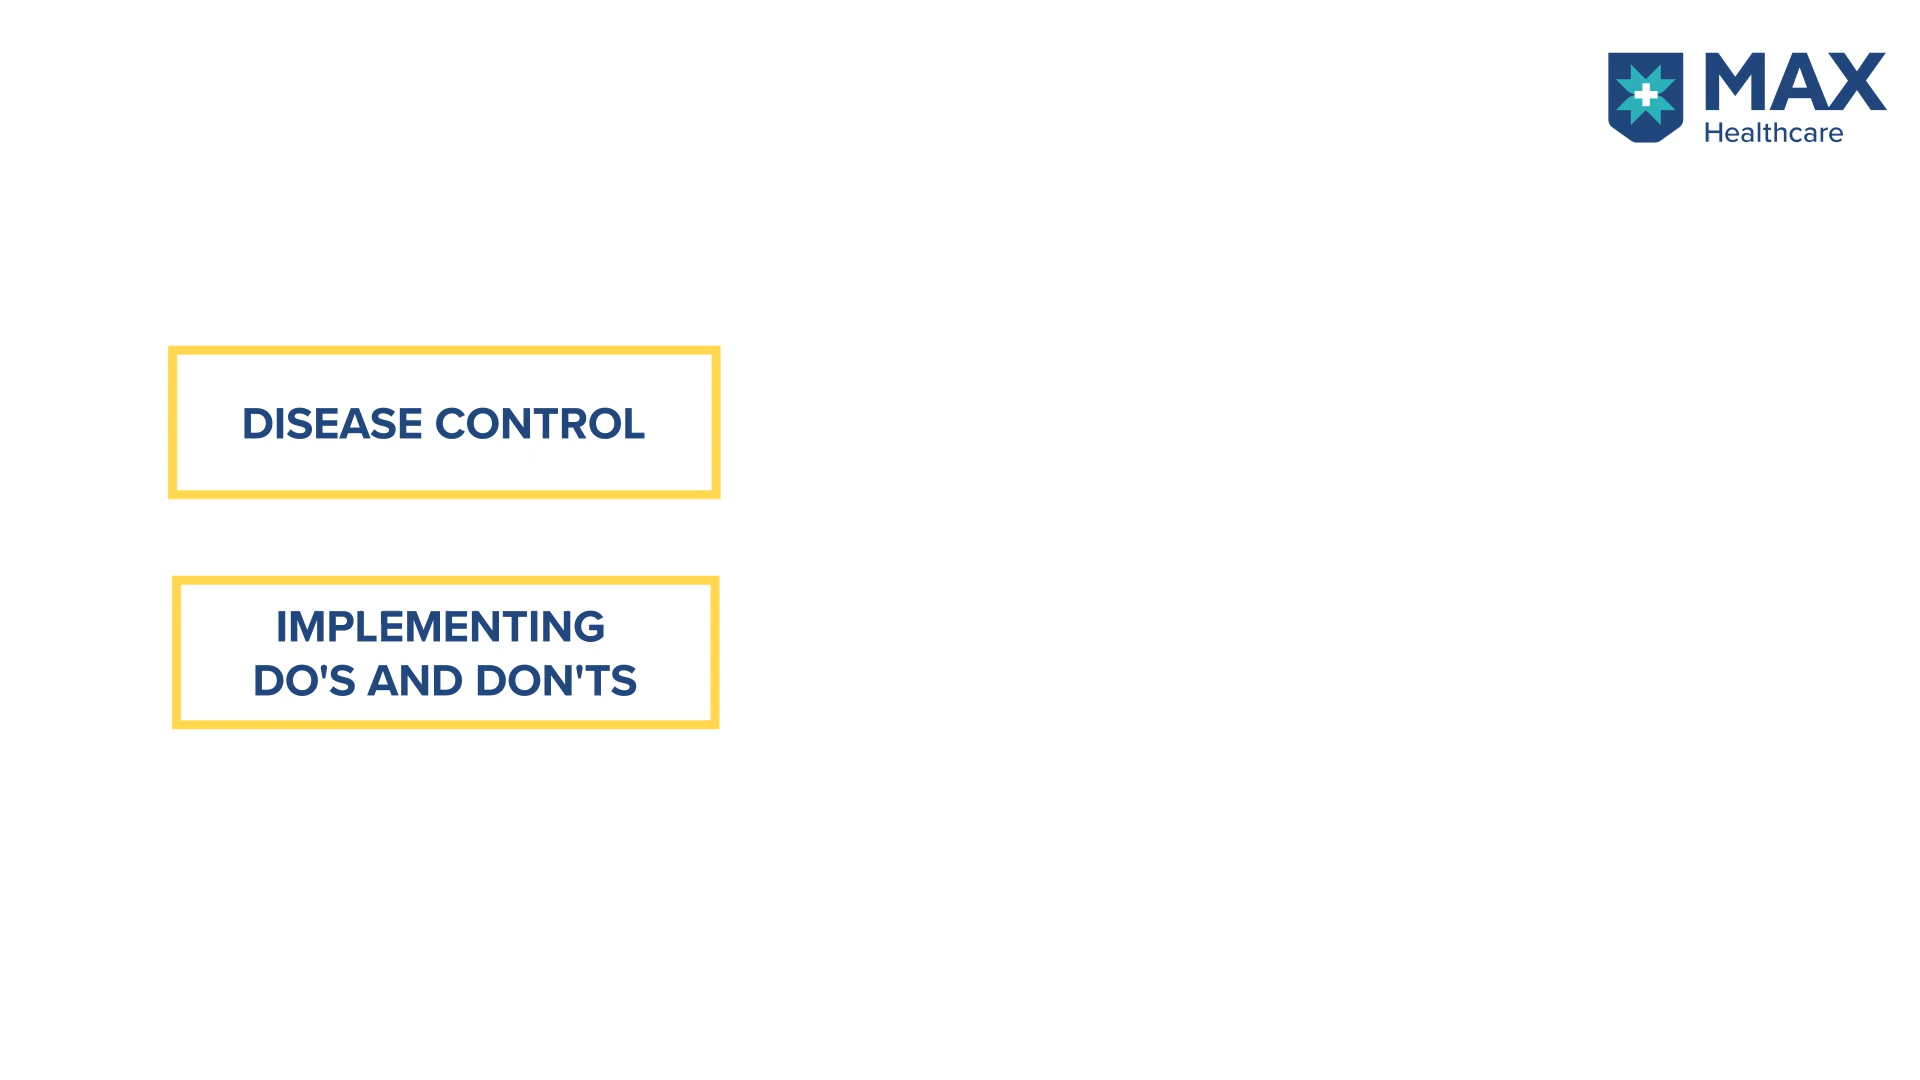 MAX
Healthcare
DISEASE CONTROL
IMPLEMENTING
DO'S AND DON'TS